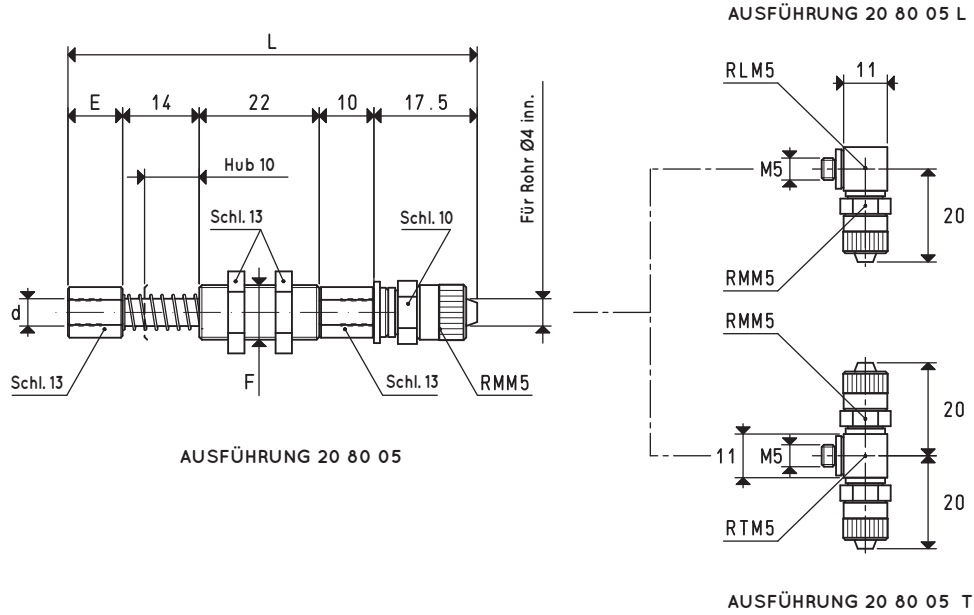 AUSFÜHRUNG 20 80 05 L
L
RLM5
11
E
14
22
10
17.5
Für Rohr Ø4 inn.
Hub 10
M5
20
Schl. 13
Schl. 10
RMM5
d
RMM5
Schl. 13
F
Schl. 13
RMM5
20
AUSFÜHRUNG 20 80 05
11
M5
20
RTM5
AUSFÜHRUNG 20 80 05 T